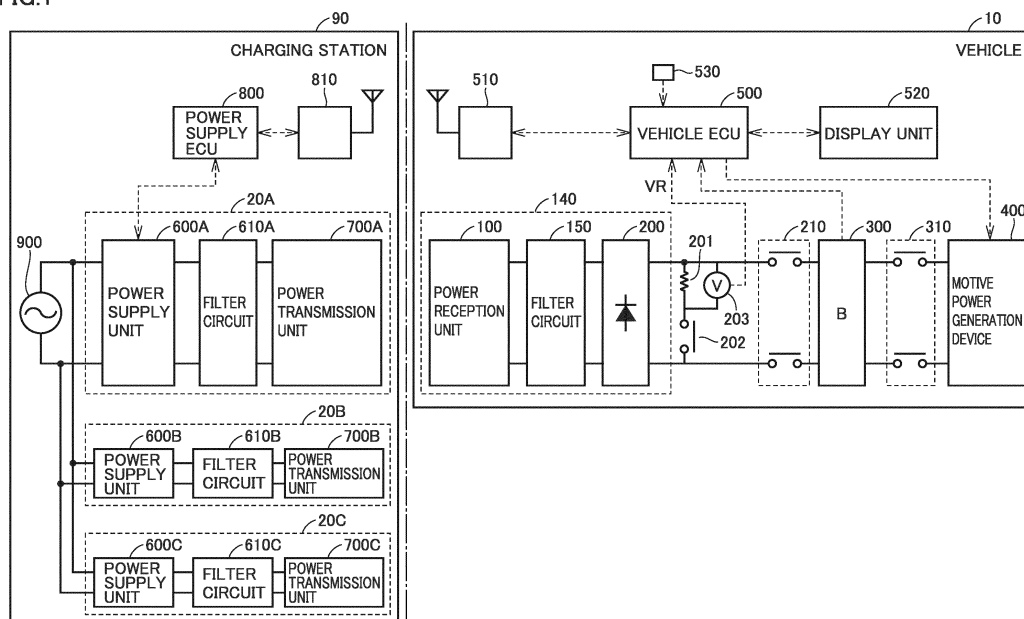 90
CHARGING STATION
10
VEHICLE
800
POWER
SUPPLY
ECU
810
510
530
500
VEHICLE ECU
520
DISPLAY UNIT
VR
900
20A
600A
POWER
SUPPLY
UNIT
610A
FILTER
CIRCUIT
700A
POWER
TRANSMISSION
UNIT
140
100
POWER
RECEPTION
UNIT
150
FILTER
CIRCUIT
200
201
V
203
202
210
300
B
310
400
MOTIVE
POWER
GENERATION
DEVICE
20B
600B
POWER
SUPPLY
UNIT
610B
FILTER
CIRCUIT
700B
POWER
TRANSMISSION
UNIT
20C
600C
POWER
SUPPLY
UNIT
610C
FILTER
CIRCUIT
700C
POWER
TRANSMISSION
UNIT